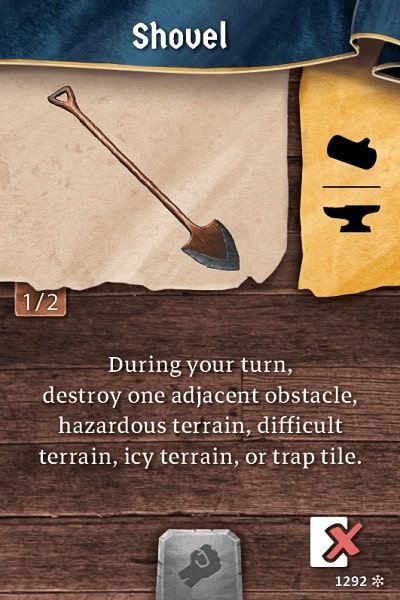 Shovel
1/2
During your turn,
destroy one adjacent obstacle,
hazardous terrain, difficult
terrain, icy terrain, or trap tile.
1292